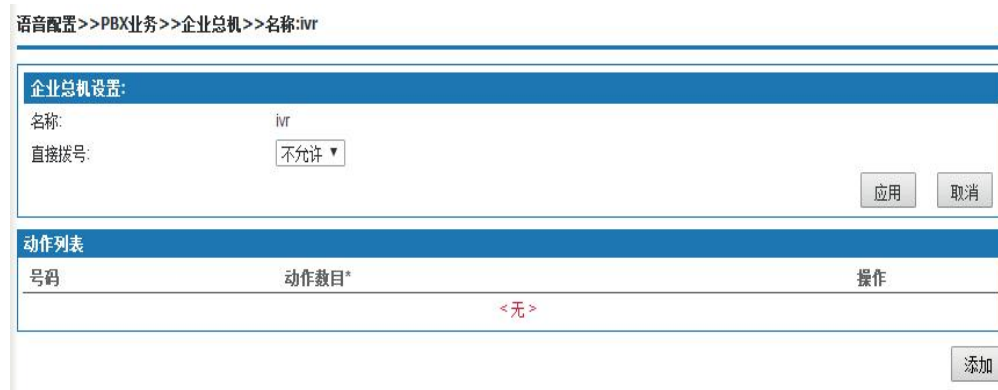 语音配置>>PBX业务>>企业总机>>名称:ivr
企业总机设置:
名称: ivr
直接拨号: 不允许
应用 取消
动作列表
号码 动作数目* 操作
<无>
添加